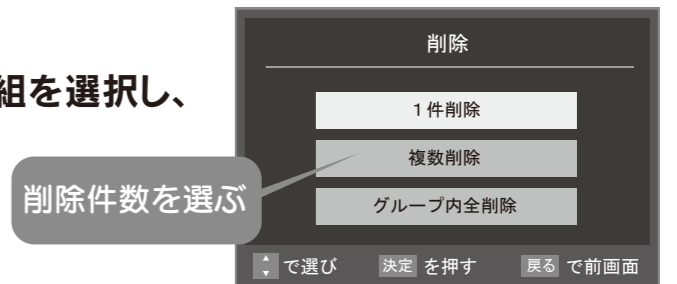 組を選択し、
削除件数を選ぶ
削除
1件削除
複数削除
グループ内全削除
で選び 決定 を押す 戻る で前画面